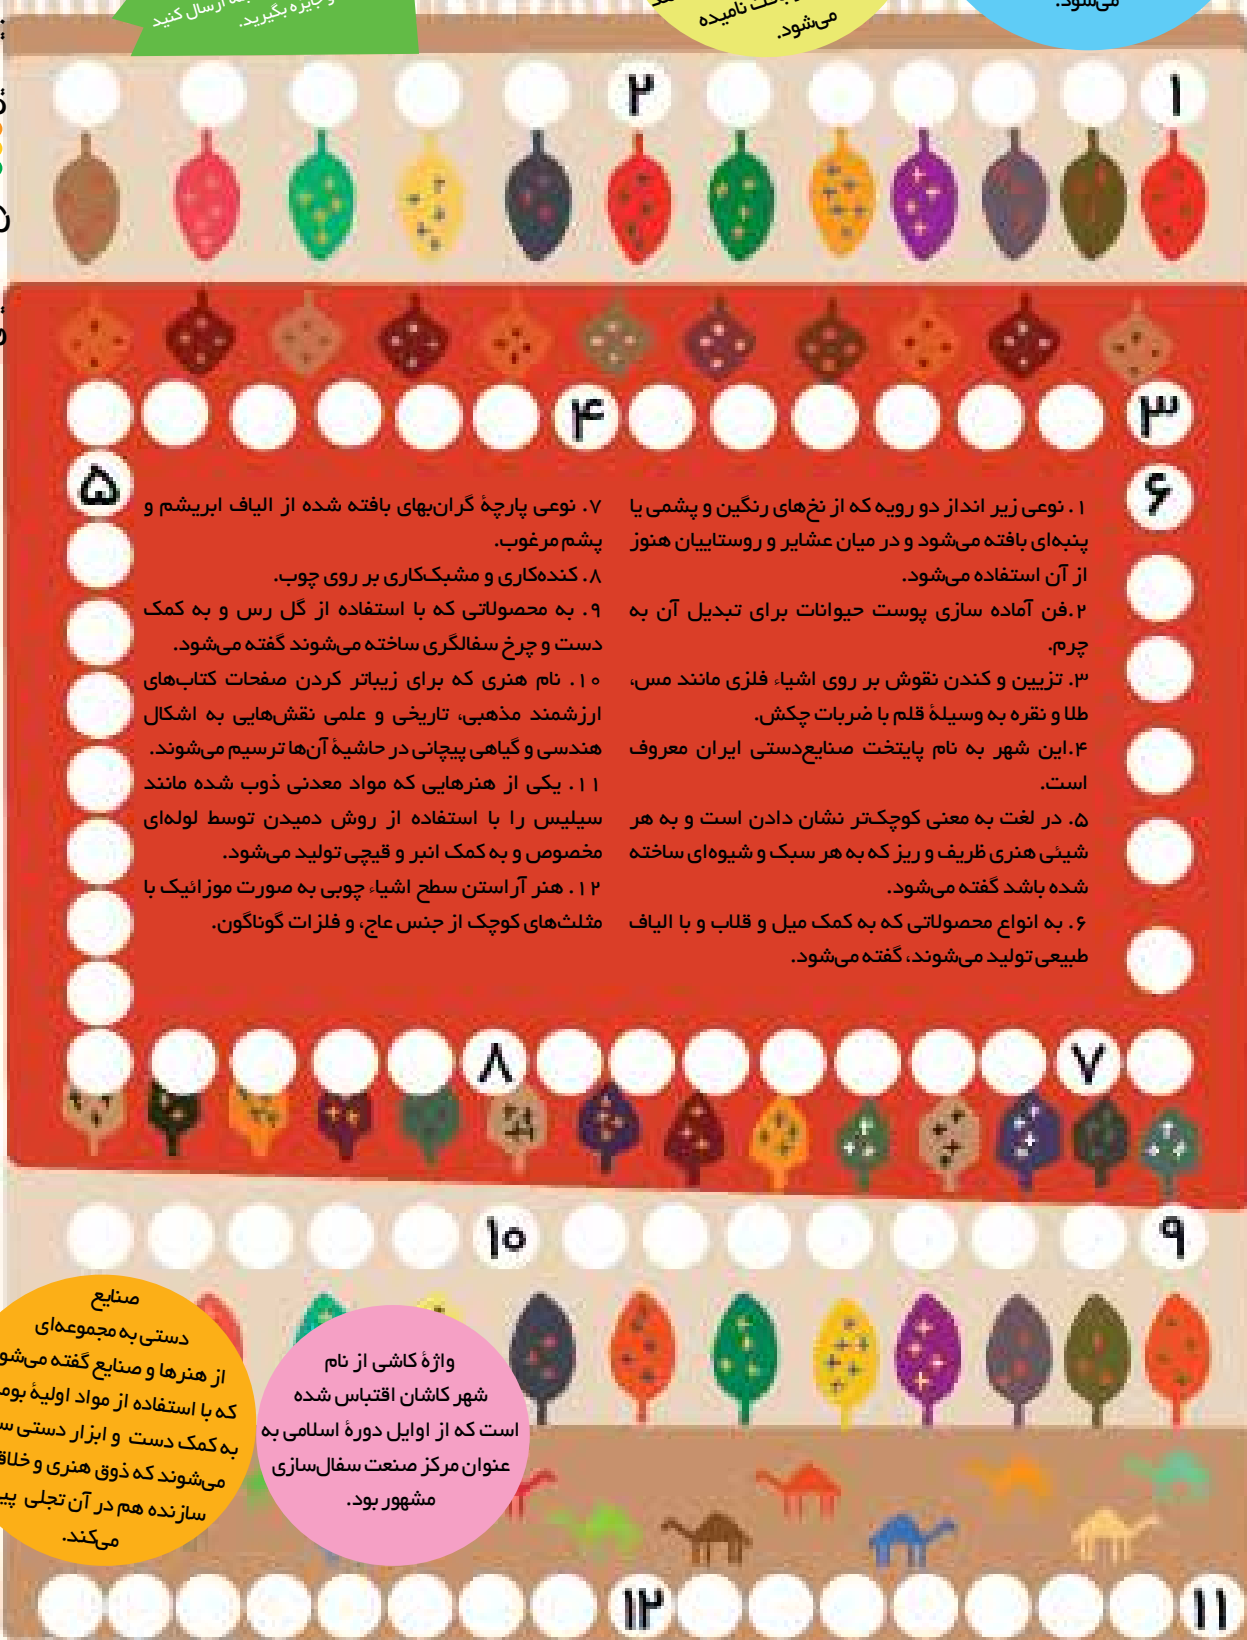 ارسال کنید
و جایزه بگیرید.
نامیده
می‌شود.
می‌شود.
۱
۲
۳
۴
۵
۶
۱. نوعی زیر انداز دو رویه که از نخ‌های رنگین و پشمی یا
پنبه‌ای بافته می‌شود و در میان عشایر و روستاییان هنوز
از آن استفاده می‌شود.
۲.فن آماده سازی پوست حیوانات برای تبدیل آن به
چرم.
۳. تزیین و کندن نقوش بر روی اشیاء فلزی مانند مس،
طلا و نقره به وسیلهٔ قلم با ضربات چکش.
۴.این شهر به نام پایتخت صنایع‌دستی ایران معروف
است.
۵. در لغت به معنی کوچک‌تر نشان دادن است و به هر
شیئی هنری ظریف و ریز که به هر سبک و شیوه‌ای ساخته
شده باشد گفته می‌شود.
۶. به انواع محصولاتی که به کمک میل و قلاب و با الیاف
طبیعی تولید می‌شوند، گفته می‌شود.
۷. نوعی پارچهٔ گران‌بهای بافته شده از الیاف ابریشم و
پشم مرغوب.
۸. کنده‌کاری و مشبک‌کاری بر روی چوب.
۹. به محصولاتی که با استفاده از گل رس و به کمک
دست و چرخ سفالگری ساخته می‌شوند گفته می‌شود.
۱۰. نام هنری که برای زیباتر کردن صفحات کتاب‌های
ارزشمند مذهبی، تاریخی و علمی نقش‌هایی به اشکال
هندسی و گیاهی پیچانی در حاشیهٔ آن‌ها ترسیم می‌شوند.
۱۱. یکی از هنرهایی که مواد معدنی ذوب شده مانند
سیلیس را با استفاده از روش دمیدن توسط لوله‌ای
مخصوص و به کمک انبر و قیچی تولید می‌شود.
۱۲. هنر آراستن سطح اشیاء چوبی به صورت موزائیک با
مثلث‌های کوچک از جنس عاج، و فلزات گوناگون.
۷
۸
۹
۱۰
واژهٔ کاشی از نام
شهر کاشان اقتباس شده
است که از اوایل دورهٔ اسلامی به
عنوان مرکز صنعت سفال‌سازی
مشهور بود.
صنایع
دستی به مجموعه‌ای
از هنرها و صنایع گفته
که با استفاده از مواد اولیهٔ
به کمک دست و ابزار دستی
می‌شوند که ذوق هنری و
سازنده هم در آن تجلی
می‌کند.
۱۱
۱۲